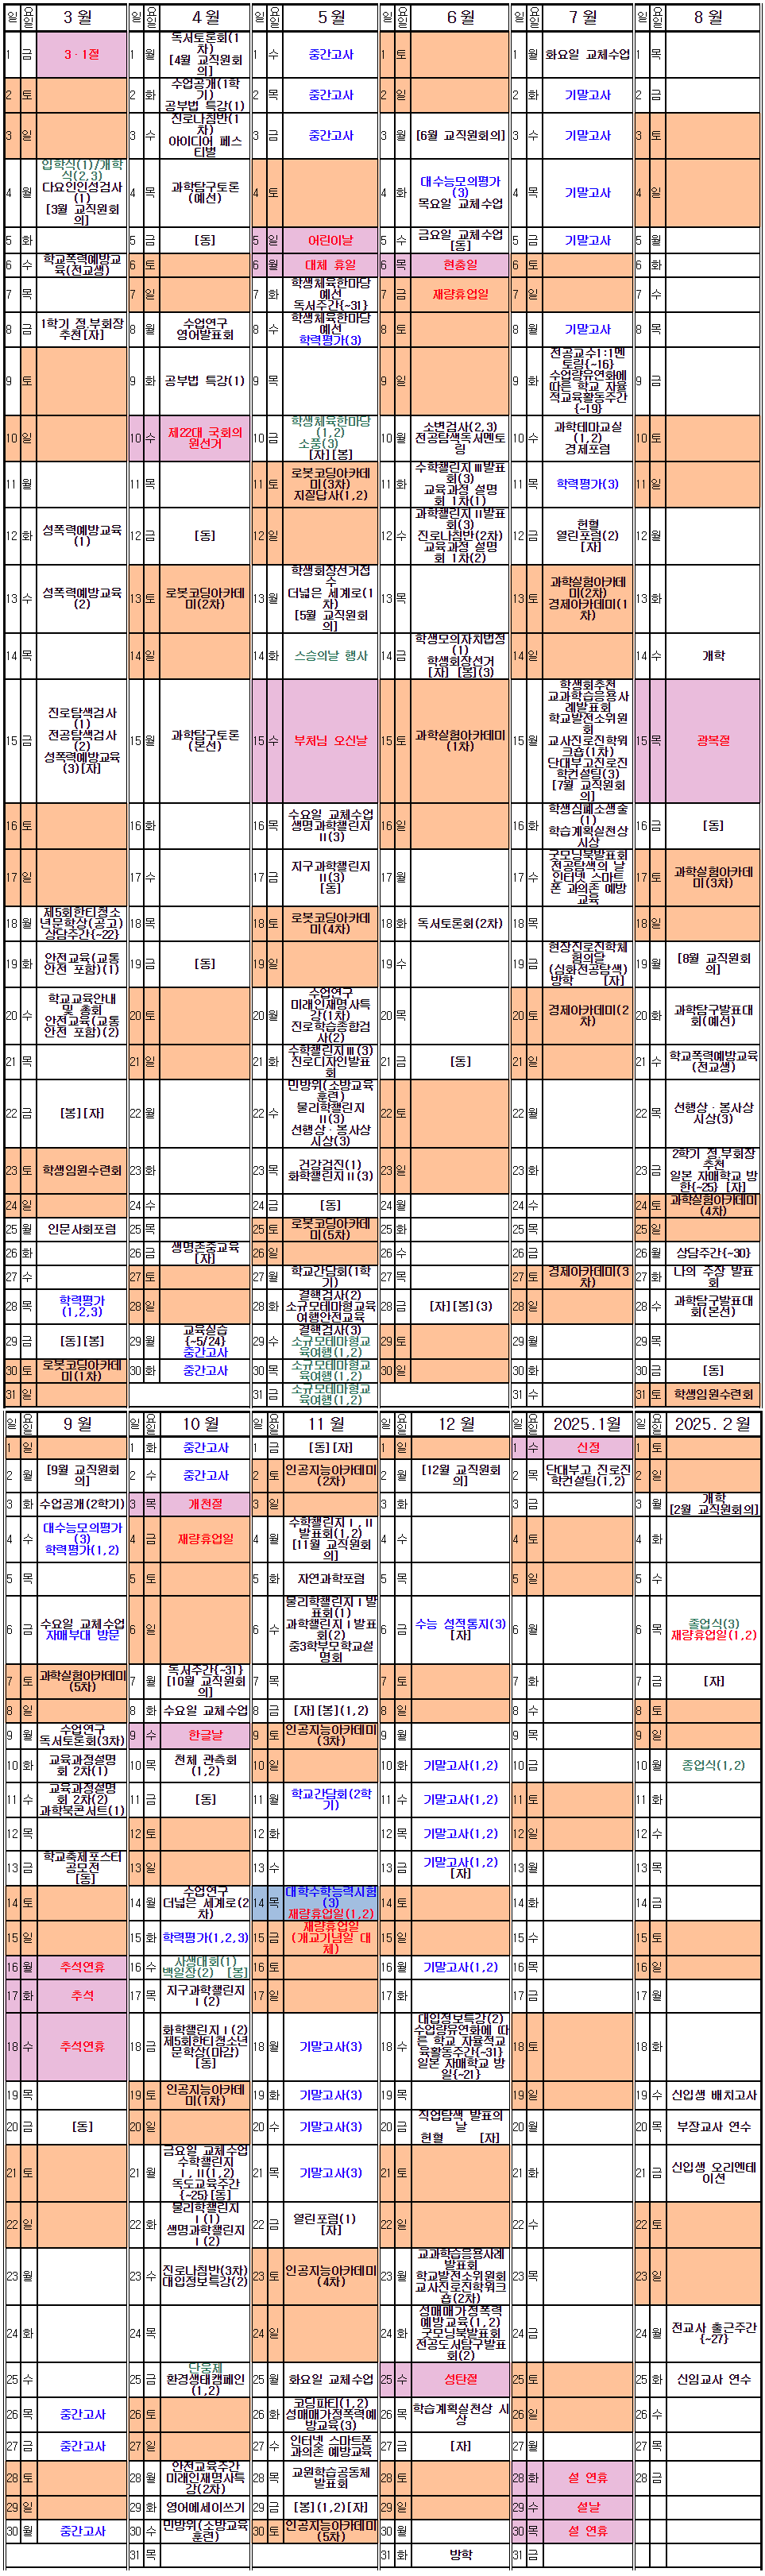 일 요일 3 월
1 금 3·1절
2 토
3 일
4 월 입학식(1)/개학
식(2,3)
다요인인성검사
(1)
[3월 교직원회
의]
5 화
6 수 학교폭력예방교
육(전교생)
7 목
8 금 1학기 정,부회장
추천[자]
9 토
10 일
11 월
12 화 성폭력예방교육
(1)
13 수 성폭력예방교육
(2)
14 목
15 금 진로탐색검사
(1)
전공탐색검사
(2)
성폭력예방교육
(3)[자]
16 토
17 일
18 월 제5회한티청소
년문학상(공고)
상담주간{~22}
19 화 안전교육(교통
안전 포함)(1)
20 수 학교교육안내
및 총회
안전교육(교통
안전 포함)(2)
21 목
22 금 [봉][자]
23 토 학생임원수련회
24 일
25 월 인문사회포럼
26 화
27 수
28 목 학력평가
(1,2,3)
29 금 [동][봉]
30 토 로봇코딩아카데
미(1차)
31 일
일 요일 4 월
1 월 독서토론회(1
차)
[4월 교직원회
의]
2 화 수업공개(1학
기)
공부법 특강(1)
3 수 진로나침반(1
차)
아이디어 페스
티벌
4 목 과학탐구토론
(예선)
5 금 [동]
6 토
7 일
8 월 수업연구
영어발표회
9 화 공부법 특강(1)
10 수 제22대 국회의
원선거
11 목
12 금 [동]
13 토 로봇코딩아카데
미(2차)
14 일
15 월 과학탐구토론
(본선)
16 화
17 수
18 목
19 금 [동]
20 토
21 일
22 월
23 화
24 수
25 목
26 금 생명존중교육
[자]
27 토
28 일
29 월 교육실습
{~5/24}
중간고사
30 화 중간고사
일 요일 5 월
1 수 중간고사
2 목 중간고사
3 금 중간고사
4 토
5 일 어린이날
6 월 대체 휴일
7 화 학생체육한마당
예선
독서주간{~31}
8 수 학생체육한마당
예선
학력평가(3)
9 목
10 금 학생체육한마당
(1,2)
소풍(3)
[자][봉]
11 토 로봇코딩아카데
미(3차)
지질답사(1,2)
12 일
13 월 학생회장선거접
수
더넓은 세계로(1
차)
[5월 교직원회
의]
14 화 스승의날 행사
15 수 부처님 오신날
16 목 수요일 교체수업
생명과학챌린지
Ⅱ(3)
17 금 지구과학챌린지
Ⅱ(3)
[동]
18 토 로봇코딩아카데
미(4차)
19 일
20 월 수업연구
미래인재명사특
강(1차)
진로학습종합검
사(2)
21 화 수학챌린지Ⅲ(3)
진로디자인발표
회
22 수 민방위(소방교육
훈련)
물리학챌린지
Ⅱ(3)
선행상·봉사상
시상(3)
23 목 건강검진(1)
화학챌린지Ⅱ(3)
24 금 [동]
25 토 로봇코딩아카데
미(5차)
26 일
27 월 학교간담회(1학
기)
28 화 결핵검사(2)
소규모테마형교육
여행안전교육
29 수 결핵검사(3)
소규모테마형교
육여행(1,2)
30 목 소규모테마형교
육여행(1,2)
31 금 소규모테마형교
육여행(1,2)
일 요일 6 월
1 토
2 일
3 월 [6월 교직원회의]
4 화 대수능모의평가
(3)
목요일 교체수업
5 수 금요일 교체수업
[동]
6 목 현충일
7 금 재량휴업일
8 토
9 일
10 월 소변검사(2,3)
전공탐색독서멘토
링
11 화 수학챌린지Ⅲ발표
회(3)
교육과정 설명
회 1차(1)
12 수 과학챌린지Ⅱ발표
회(3)
진로나침반(2차)
교육과정 설명
회 1차(2)
13 목
14 금 학생모의자치법정
(1)
학생회장선거
[자] [봉](3)
15 토 과학실험아카데미
(1차)
16 일
17 월
18 화 독서토론회(2차)
19 수
20 목
21 금 [동]
22 토
23 일
24 월
25 화
26 수
27 목
28 금 [자][봉](3)
29 토
30 일
일 요일 7 월
1 월 화요일 교체수업
2 화 기말고사
3 수 기말고사
4 목 기말고사
5 금 기말고사
6 토
7 일
8 월 기말고사
9 화 전공교수1:1멘
토링{~16}
수업량유연화에
따른 학교 자율
적교육활동주간
{~19}
10 수 과학테마교실
(1,2)
경제포럼
11 목 학력평가(3)
12 금 헌혈
열린포럼(2)
[자]
13 토 과학실험아카데
미(2차)
경제아카데미(1
차)
14 일
15 월 학생회추천
교과학습응용사
례발표회
학교발전소위원
회
교사진로진학워
크숍(1차)
단대부고진로진
학컨설팅(3)
[7월 교직원회
의]
16 화 학생심폐소생술
(1)
학습계획실천상
시상
17 수 굿모닝북발표회
전공탐색의 날
인터넷 스마트
폰 과의존 예방
교육
18 목
19 금 현장진로진학체
험의날
(심화전공탐색)
방학 [자]
20 토 경제아카데미(2
차)
21 일
22 월
23 화
24 수
25 목
26 금
27 토 경제아카데미(3
차)
28 일
29 월
30 화
31 수
일 요일 8 월
1 목
2 금
3 토
4 일
5 월
6 화
7 수
8 목
9 금
10 토
11 일
12 월
13 화
14 수 개학
15 목 광복절
16 금 [동]
17 토 과학실험아카데
미(3차)
18 일
19 월 [8월 교직원회
의]
20 화 과학탐구발표대
회(예선)
21 수 학교폭력예방교육
(전교생)
22 목 선행상·봉사상
시상(3)
23 금 2학기 정,부회장
추천
일본 자매학교 방
한{~25} [자]
24 토 과학실험아카데미
(4차)
25 일
26 월 상담주간{~30}
27 화 나의 주장 발표
회
28 수 과학탐구발표대
회(본선)
29 목
30 금 [동]
31 토 학생임원수련회
일 요일 9 월
1 일
2 월 [9월 교직원회
의]
3 화 수업공개(2학기)
4 수 대수능모의평가
(3)
학력평가(1,2)
5 목
6 금 수요일 교체수업
자매부대 방문
7 토 과학실험아카데미
(5차)
8 일
9 월 수업연구
독서토론회(3차)
10 화 교육과정설명
회 2차(1)
11 수 교육과정설명
회 2차(2)
과학북콘서트(1)
12 목
13 금 학교축제포스터
공모전
[동]
14 토
15 일
16 월 추석연휴
17 화 추석
18 수 추석연휴
19 목
20 금 [동]
21 토
22 일
23 월
24 화
25 수
26 목 중간고사
27 금 중간고사
28 토
29 일
30 월 중간고사
일 요일 10 월
1 화 중간고사
2 수 중간고사
3 목 개천절
4 금 재량휴업일
5 토
6 일
7 월 독서주간{~31}
[10월 교직원회
의]
8 화 수요일 교체수업
9 수 한글날
10 목 천체 관측회
(1,2)
11 금 [동]
12 토
13 일
14 월 수업연구
더넓은 세계로(2
차)
15 화 학력평가(1,2,3)
16 수 사생대회(1)
백일장(2) [봉]
17 목 지구과학챌린지
Ⅰ(2)
18 금 화학챌린지Ⅰ(2)
제5회한티청소년
문학상(마감)
[동]
19 토 인공지능아카데
미(1차)
20 일
21 월 금요일 교체수업
수학챌린지
Ⅰ,Ⅱ(1,2)
독도교육주간
{~25}[동]
22 화 물리학챌린지
Ⅰ(1)
생명과학챌린지
Ⅰ(2)
23 수 진로나침반(3차)
대입정보특강(2)
24 목
25 금 단웅제
환경생태캠페인
(1,2)
26 토
27 일
28 월 안전교육주간
미래인재명사특
강(2차)
29 화 영어에세이쓰기
30 수 민방위(소방교육
훈련)
31 목
일 요일 11 월
1 금 [동][자]
2 토 인공지능아카데미
(2차)
3 일
4 월 수학챌린지Ⅰ,Ⅱ
발표회(1,2)
[11월 교직원회
의]
5 화 자연과학포럼
6 수 물리학챌린지Ⅰ발
표회(1)
과학챌린지Ⅰ발표
회(2)
중3학부모학교설
명회
7 목
8 금 [자][봉](1,2)
9 토 인공지능아카데미
(3차)
10 일
11 월 학교간담회(2학
기)
12 화
13 수
14 목 대학수학능력시험
(3)
재량휴업일(1,2)
15 금 재량휴업일
(개교기념일 대
체)
16 토
17 일
18 월 기말고사(3)
19 화 기말고사(3)
20 수 기말고사(3)
21 목 기말고사(3)
22 금 열린포럼(1)
[자]
23 토 인공지능아카데미
(4차)
24 일
25 월 화요일 교체수업
26 화 코딩파티(1,2)
성매매가정폭력예
방교육(3)
27 수 인터넷 스마트폰
과의존 예방교육
28 목 교원학습공동체
발표회
29 금 [봉](1,2)[자]
30 토 인공지능아카데미
(5차)
일 요일 12 월
1 일
2 월 [12월 교직원회
의]
3 화
4 수
5 목
6 금 수능 성적통지(3)
[자]
7 토
8 일
9 월
10 화 기말고사(1,2)
11 수 기말고사(1,2)
12 목 기말고사(1,2)
13 금 기말고사(1,2)
[자]
14 토
15 일
16 월 기말고사(1,2)
17 화
18 수 대입정보특강(2)
수업량유연화에 따
른 학교 자율적교
육활동주간{~31}
일본 자매학교 방
일{~21}
19 목
20 금 직업탐색 발표의
날
헌혈 [자]
21 토
22 일
23 월 교과학습응용사례
발표회
학교발전소위원회
교사진로진학워크
숍(2차)
24 화 성매매가정폭력
예방교육(1,2)
굿모닝북발표회
전공도서탐구발표
회(2)
25 수 성탄절
26 목 학습계획실천상 시
상
27 금 [자]
28 토
29 일
30 월
31 화 방학
일 요일 2025.1월
1 수 신정
2 목 단대부고 진로진
학컨설팅(1,2)
3 금
4 토
5 일
6 월
7 화
8 수
9 목
10 금
11 토
12 일
13 월
14 화
15 수
16 목
17 금
18 토
19 일
20 월
21 화
22 수
23 목
24 금
25 토
26 일
27 월
28 화 설 연휴
29 수 설날
30 목 설 연휴
31 금
일 요일 2025. 2 월
1 토
2 일
3 월 개학
[2월 교직원회의]
4 화
5 수
6 목 졸업식(3)
재량휴업일(1,2)
7 금 [자]
8 토
9 일
10 월 종업식(1,2)
11 화
12 수
13 목
14 금
15 토
16 일
17 월
18 화
19 수 신입생 배치고사
20 목 부장교사 연수
21 금 신입생 오리엔테
이션
22 토
23 일
24 월 전교사 출근주간
{~27}
25 화 신임교사 연수
26 수
27 목
28 금